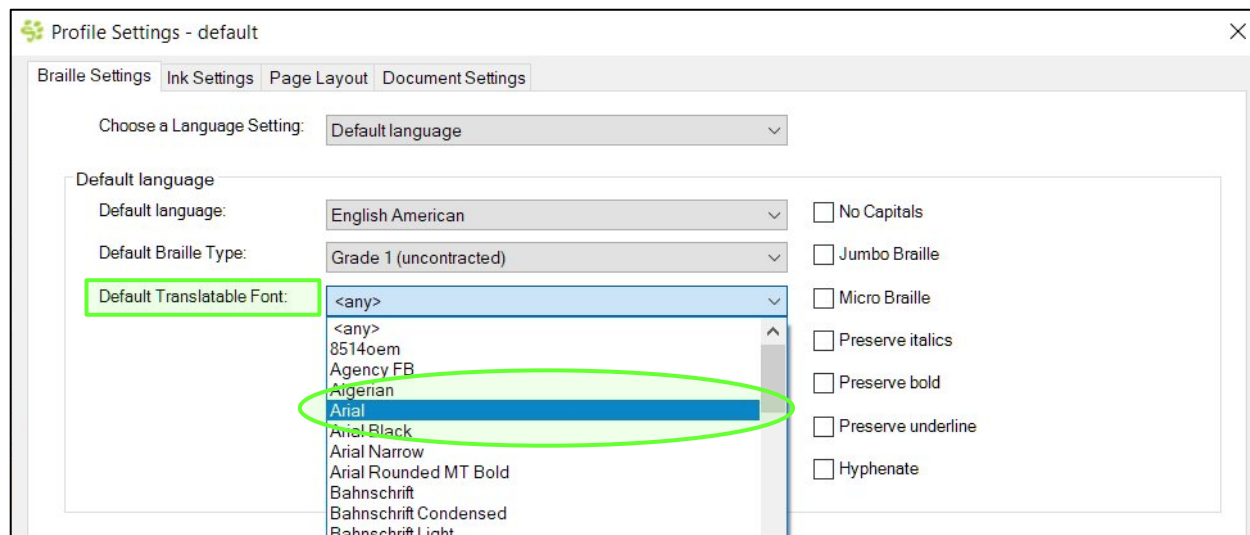 Profile Settings - default
Braille Settings Ink Settings Page Layout Document Settings
Choose a Language Setting: Default language
Default language
Default language: English American No Capitals
Default Braille Type: Grade 1 (uncontracted) Jumbo Braille
Default Translatable Font: <any> Micro Braille
<any>
8514oem Preserve italics
Agency FB
Algerian Preserve bold
Arial
Arial Black Preserve underline
Arial Narrow
Arial Rounded MT Bold Hyphenate
Bahnschrift
Bahnschrift Condensed
Bahnschrift Light